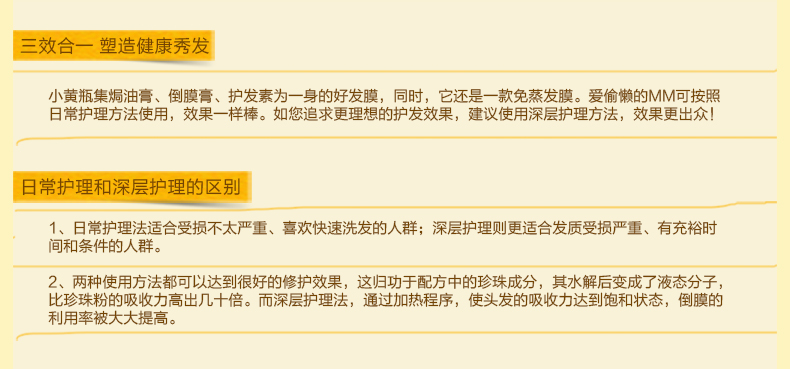 三效合一 塑造健康秀发
小黄瓶集焗油膏、倒膜膏、护发素为一身的好发膜，同时，它还是一款免蒸发膜。爱偷懒的MM可按照
日常护理方法使用，效果一样棒。如您追求更理想的护发效果，建议使用深层护理方法，效果更出众！
日常护理和深层护理的区别
1、日常护理法适合受损不太严重、喜欢快速洗发的人群；深层护理则更适合发质受损严重、有充裕时
间和条件的人群。
2、两种使用方法都可以达到很好的修护效果，这归功于配方中的珍珠成分，其水解后变成了液态分子，
比珍珠粉的吸收力高出几十倍。而深层护理法，通过加热程序，使头发的吸收力达到饱和状态，倒膜的
利用率被大大提高。